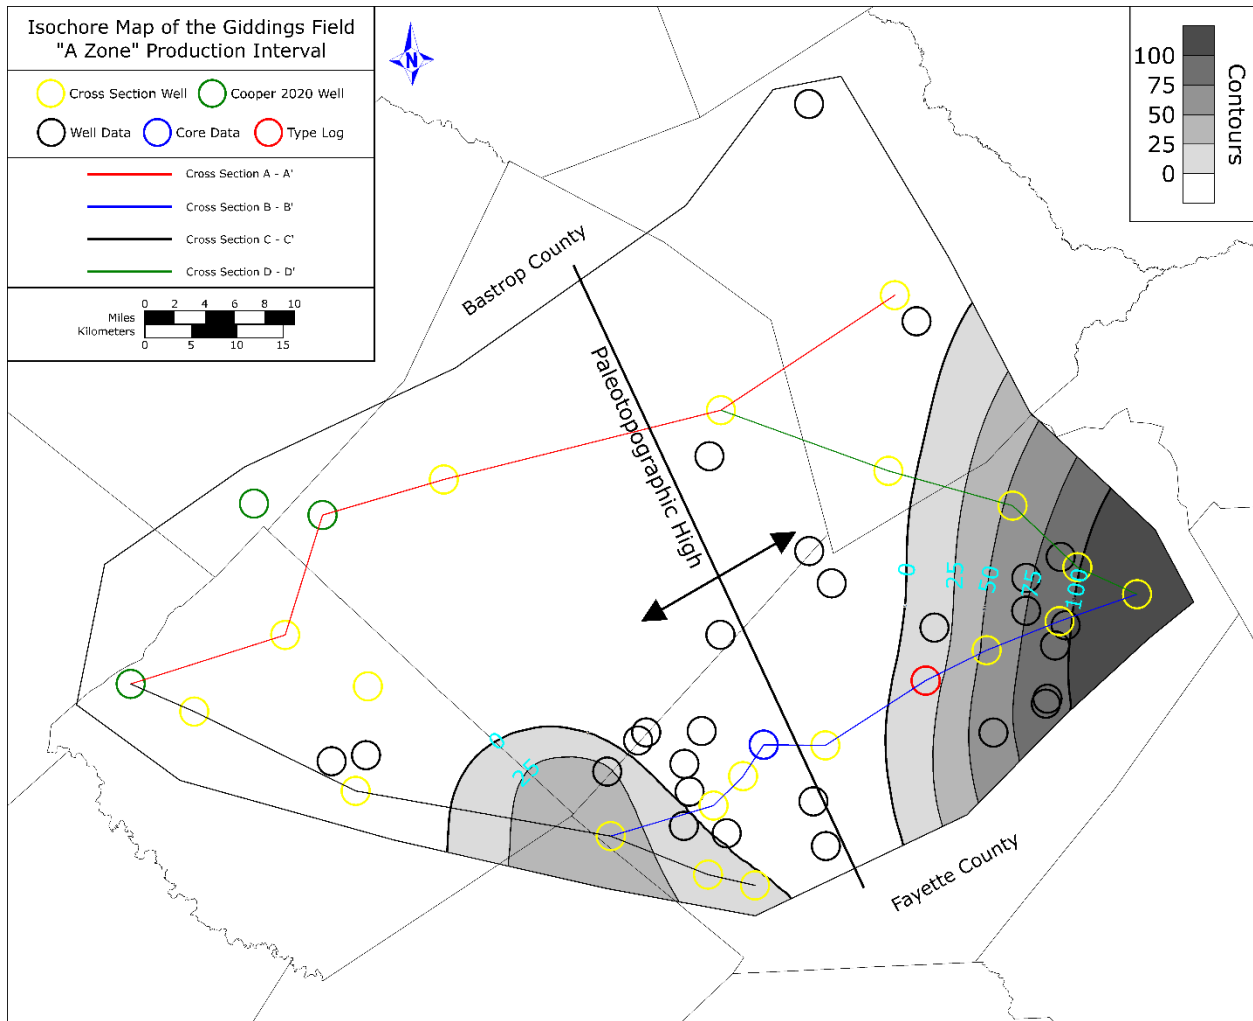 Isochore Map of the Giddings Field
"A Zone" Production Interval
Cross Section Well
Cooper 2020 Well
Well Data
Core Data
Type Log
Cross Section A - A'
Cross Section B - B'
Cross Section C - C'
Cross Section D - D'
0 2 4 6 8 10
Miles
Kilometers
0 5 10 15
N
100
75
50
25
0
Contours
Bastrop County
Paleotopographic High
0
25
50
75
100
0
25
Fayette County